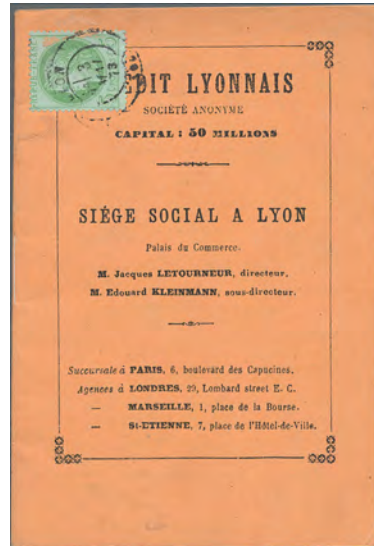 DIT LYONNAIS
SOCIÉTÉ ANONYME
CAPITAL : 50 MILLIONS
SIÉGE SOCIAL A LYON
Palais du Commerce.
M. Jacques LETOURNEUR, directeur.
M. Edouard KLEINMANN, sous-directeur.
Succursale à PARIS, 6, boulevard des Capucines.
Agences à LONDRES, 29, Lombard street E. C.
— MARSEILLE, 1, place de la Bourse.
— St-ETIENNE, 7, place de l'Hôtel-de-Ville.